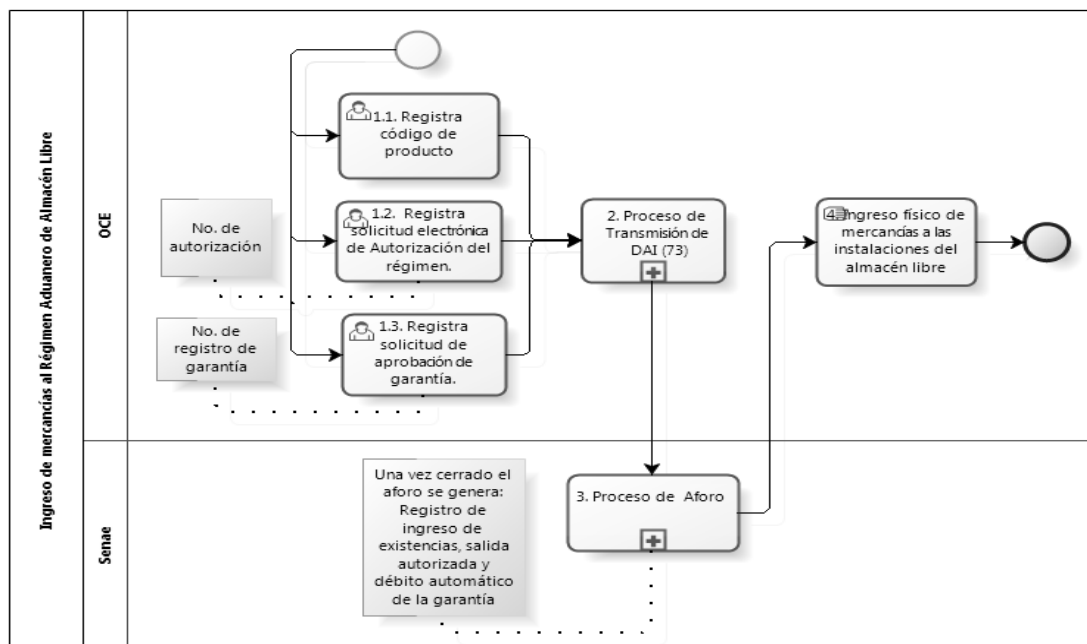 Ingreso de mercancías al Régimen Aduanero de Almacén Libre
OCE
1.1. Registra
código de
producto
No. de
autorización
1.2. Registra
solicitud electrónica
de Autorización del
régimen.
No. de
registro de
garantía
1.3. Registra
solicitud de
aprobación de
garantía.
2. Proceso de
Transmisión de
DAI (73)
4. Ingreso físico de
mercancías a las
instalaciones del
almacén libre
Senae
Una vez cerrado el
aforo se genera:
Registro de
ingreso de
existencias, salida
autorizada y
débito automático
de la garantía
3. Proceso de Aforo